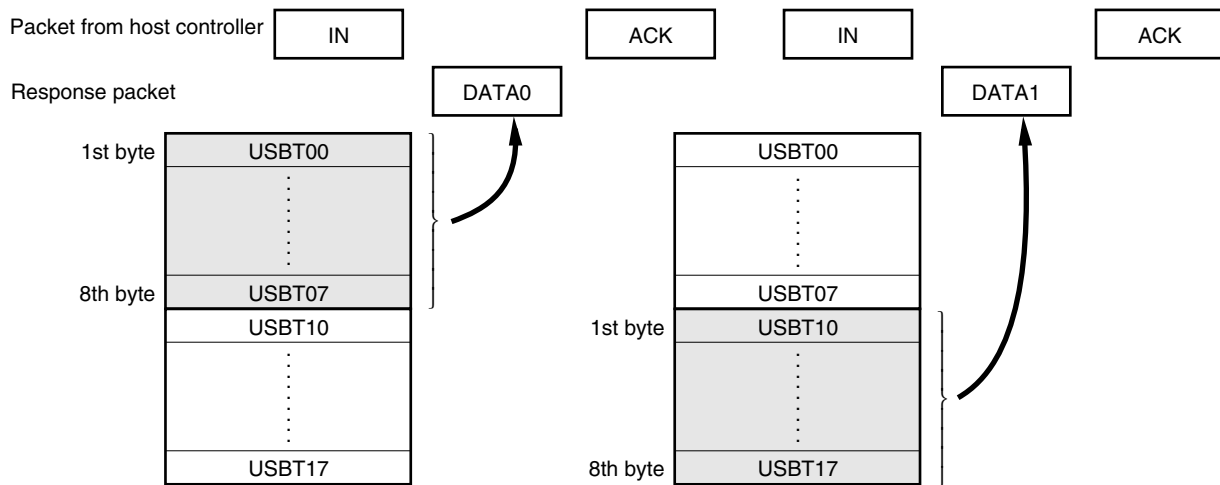 Packet from host controller IN ACK IN ACK
Response packet DATA0 DATA1
1st byte USBT00 USBT00
8th byte USBT07 USBT07
USBT10 1st byte USBT10
USBT17 8th byte USBT17